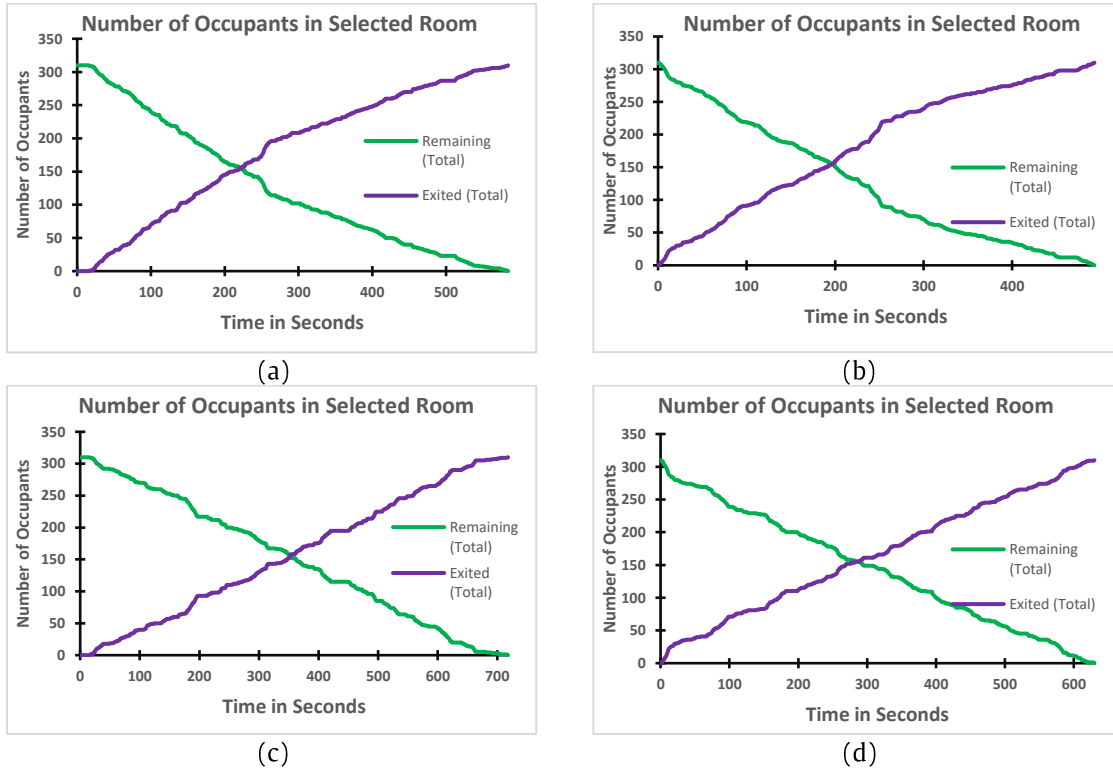 Number of Occupants in Selected Room
Number of Occupants
350
300
250
200
150
100
50
0
0 100 200 300 400 500
Time in Seconds
Remaining
(Total)
Exited (Total)
(a)
Number of Occupants in Selected Room
Number of Occupants
350
300
250
200
150
100
50
0
0 100 200 300 400
Time in Seconds
Remaining
(Total)
Exited (Total)
(b)
Number of Occupants in Selected Room
Number of Occupants
350
300
250
200
150
100
50
0
0 100 200 300 400 500 600 700
Time in Seconds
Remaining
(Total)
Exited
(Total)
(c)
Number of Occupants in Selected Room
Number of Occupants
350
300
250
200
150
100
50
0
0 100 200 300 400 500 600
Time in Seconds
Remaining
(Total)
Exited (Total)
(d)